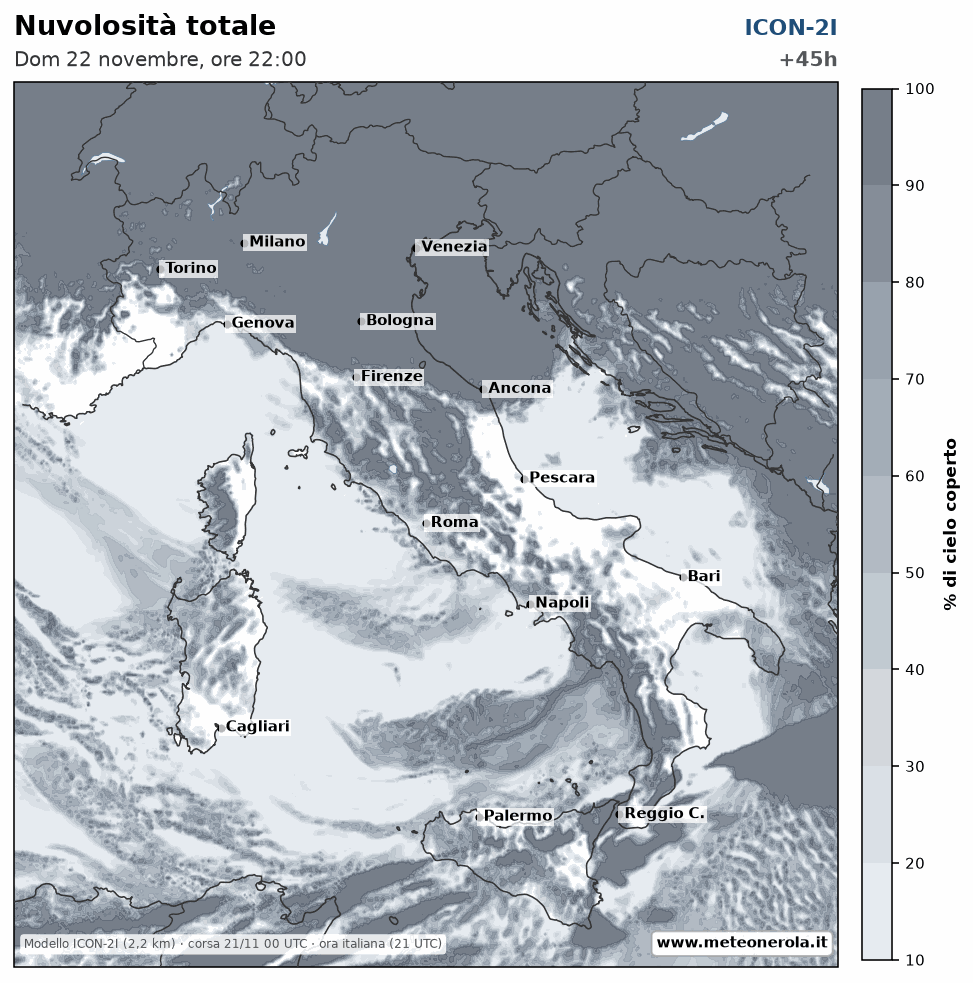 Nuvolosità totale
ICON-2I
Dom 22 novembre, ore 22:00
+45h
100
90
80
70
60
50
40
30
20
10
% di cielo coperto
Milano
Venezia
Torino
Genova
Bologna
Firenze
Ancona
Pescara
Roma
Bari
Napoli
Cagliari
Palermo
Reggio C.
Modello ICON-2I (2,2 km) · corsa 21/11 00 UTC · ora italiana (21 UTC)
www.meteonerola.it